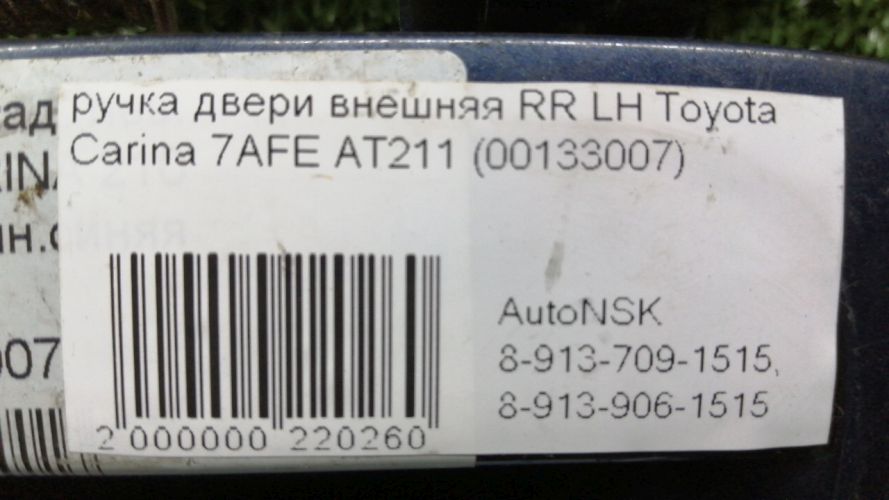 ручка двери внешняя RR LH Toyota
Carina 7AFE AT211 (00133007)
AutoNSK
8-913-709-1515,
8-913-906-1515
2 000000 220260